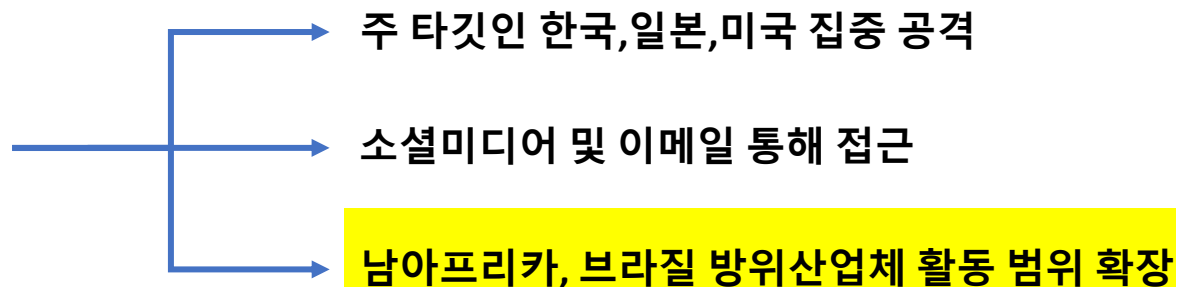 주 타깃인 한국,일본,미국 집중 공격
소셜미디어 및 이메일 통해 접근
남아프리카, 브라질 방위산업체 활동 범위 확장